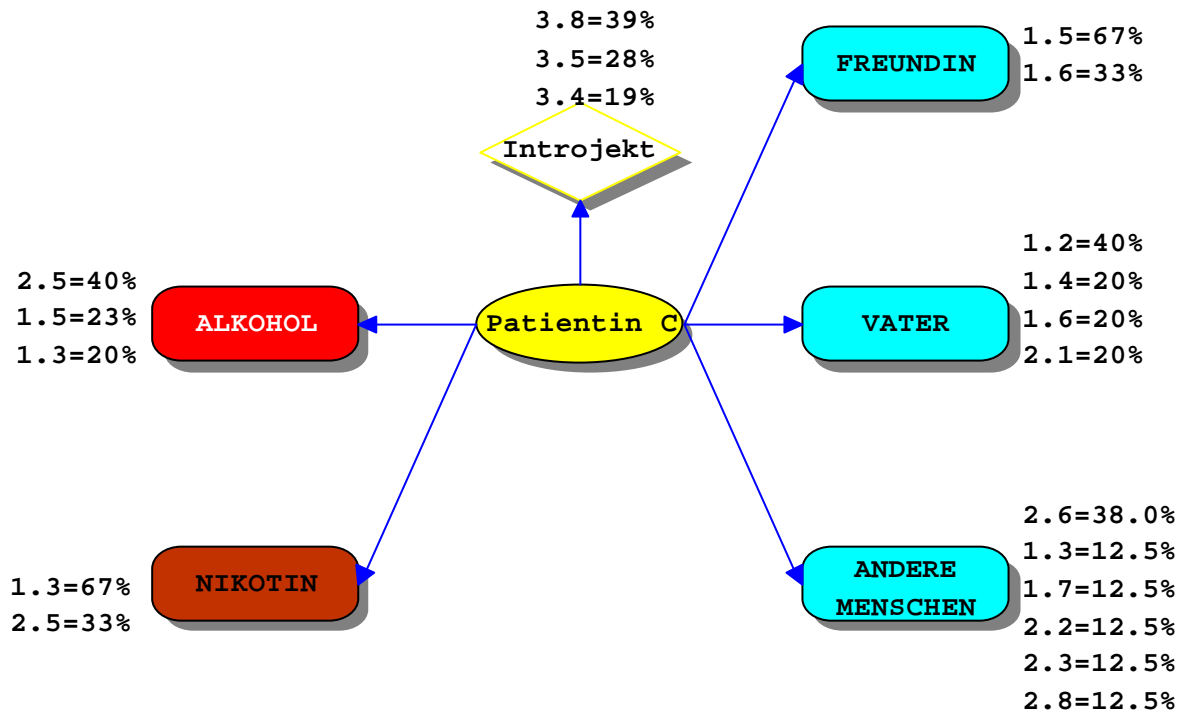 3.8=39%
3.5=28%
3.4=19%
Introjekt
FREUNDIN
1.5=67%
1.6=33%
2.5=40%
1.5=23%
1.3=20%
ALKOHOL
Patientin C
VATER
1.2=40%
1.4=20%
1.6=20%
2.1=20%
1.3=67%
2.5=33%
NIKOTIN
ANDERE
MENSCHEN
2.6=38.0%
1.3=12.5%
1.7=12.5%
2.2=12.5%
2.3=12.5%
2.8=12.5%